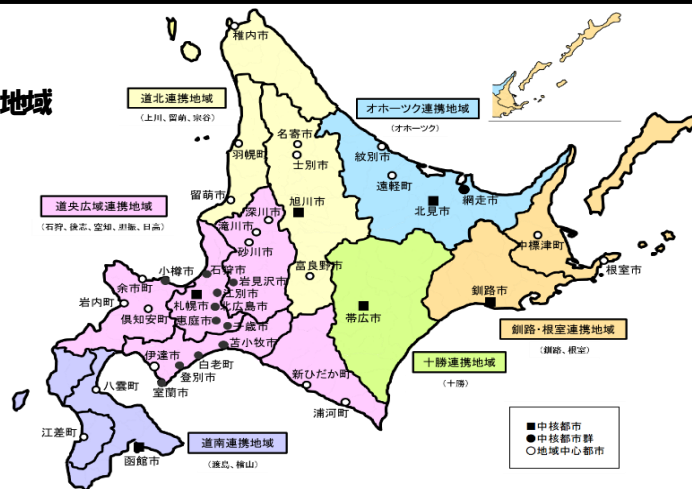 地域
稚内市
道北連携地域
(上川、留萌、宗谷)
オホーツク連携地域
(オホーツク)
名寄市
士別市
紋別市
羽幌町
遠軽町
網走市
北見市
留萌市
旭川市
道央広域連携地域
(石狩、後志、空知、胆振、日高)
深川市
滝川市
砂川市
中標津町
富良野市
根室市
小樽市
石狩市
岩見沢市
余市町
江別市
釧路市
札幌市
北広島市
岩内町
倶知安町
恵庭市
千歳市
帯広市
釧路・根室連携地域
(釧路、根室)
苫小牧市
伊達市
白老町
登別市
新ひだか町
十勝連携地域
(十勝)
八雲町
室蘭市
浦河町
江差町
道南連携地域
(渡島、檜山)
函館市
■中核都市
●中核都市群
○地域中心都市